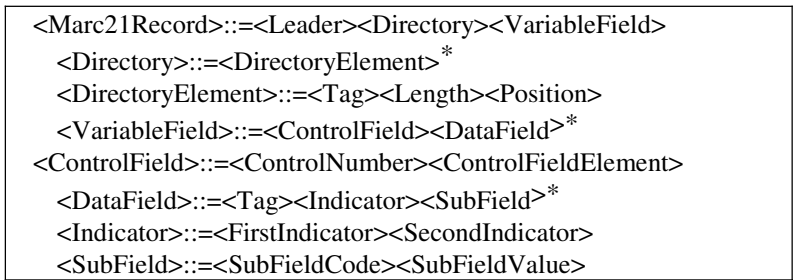 <Marc21Record>::=<Leader><Directory><VariableField>
<Directory>::=<DirectoryElement>*
<DirectoryElement>::=<Tag><Length><Position>
<VariableField>::=<ControlField><DataField>*
<ControlField>::=<ControlNumber><ControlFieldElement>
<DataField>::=<Tag><Indicator><SubField>*
<Indicator>::=<FirstIndicator><SecondIndicator>
<SubField>::=<SubFieldCode><SubFieldValue>